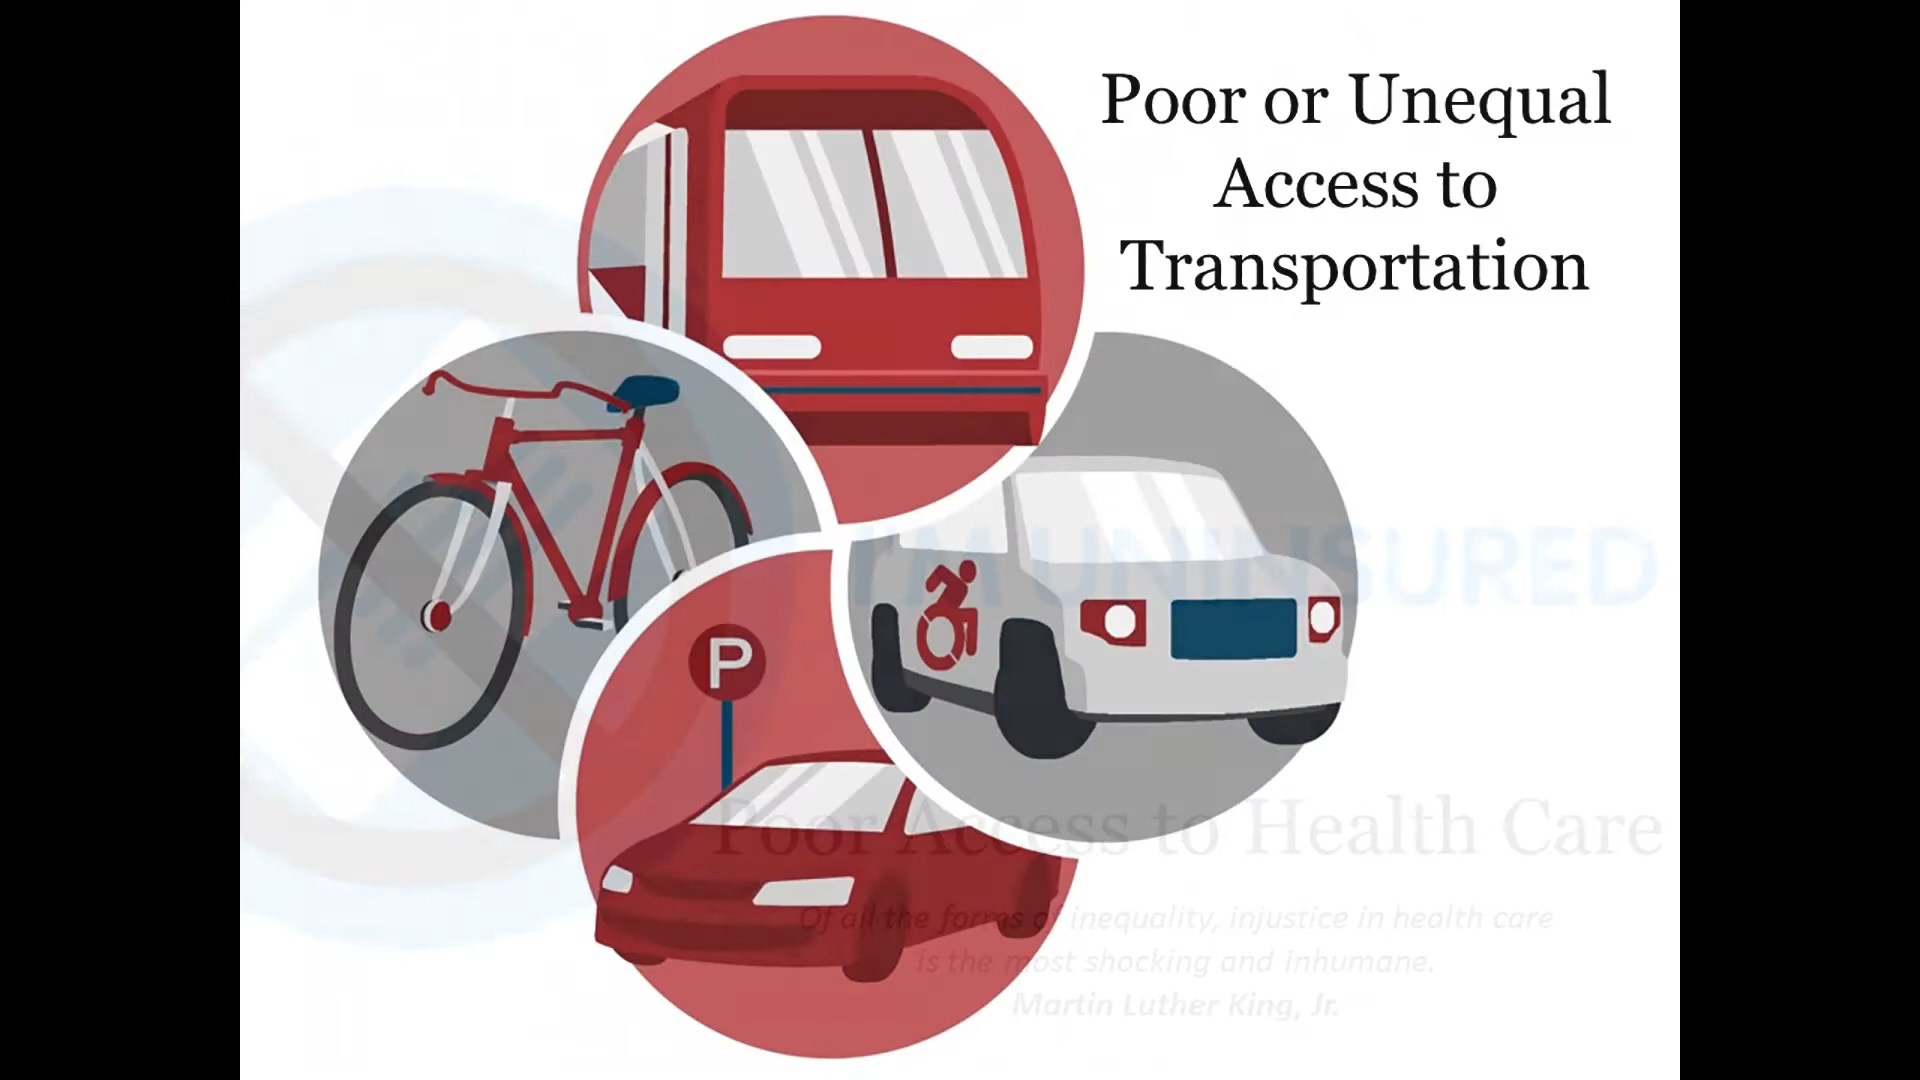 Poor or Unequal
Access to
Transportation
I'M UNINSURED
P
Poor Access to Health Care
Of all the forms of inequality, injustice in health care
is the most shocking and inhumane.
Martin Luther King, Jr.